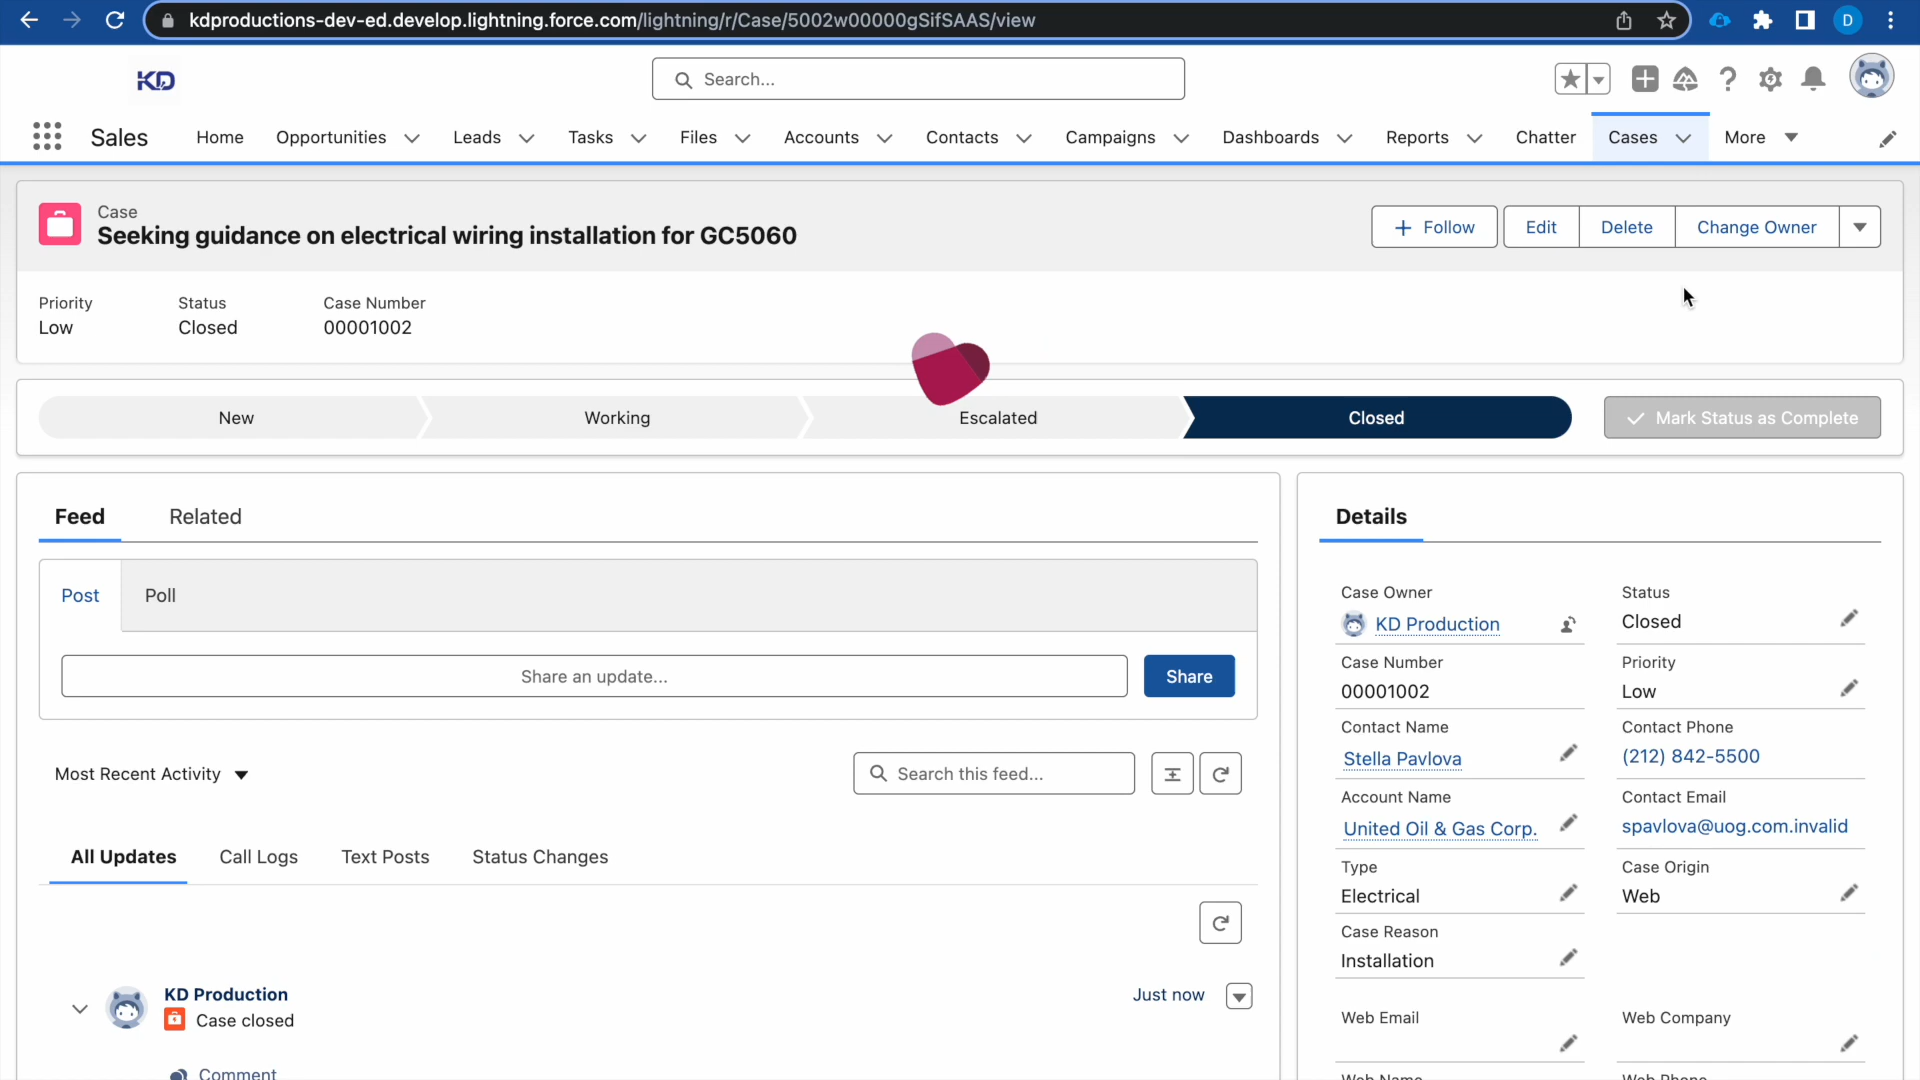 kdproductions-dev-ed.develop.lightning.force.com/lightning/r/Case/5002w00000gSifSAAS/view
D
KD
Search...
Sales
Home
Opportunities
Leads
Tasks
Files
Accounts
Contacts
Campaigns
Dashboards
Reports
Chatter
Cases
More
Case
Seeking guidance on electrical wiring installation for GC5060
Follow
Edit
Delete
Change Owner
Priority
Low
Status
Closed
Case Number
00001002
New
Working
Escalated
Closed
Mark Status as Complete
Feed
Related
Post
Poll
Share an update...
Share
Most Recent Activity
Search this feed...
All Updates
Call Logs
Text Posts
Status Changes
KD Production
Just now
Case closed
Comment
Details
Case Owner
KD Production
Status
Closed
Case Number
00001002
Priority
Low
Contact Name
Stella Pavlova
Contact Phone
(212) 842-5500
Account Name
United Oil & Gas Corp.
Contact Email
spavlova@uog.com.invalid
Type
Electrical
Case Origin
Web
Case Reason
Installation
Web Email
Web Company
Web Name
Web Phone